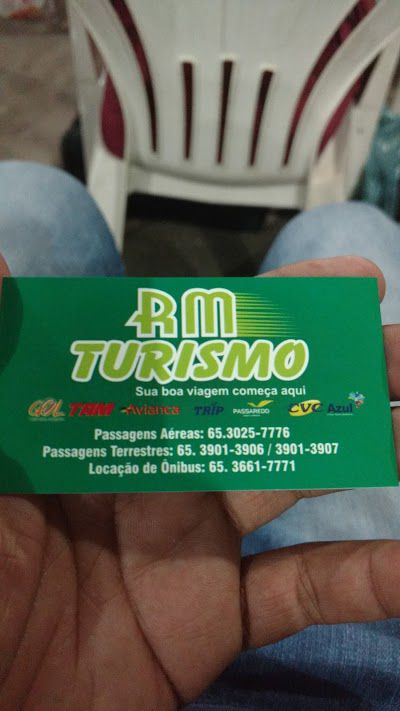 RM
TURISMO
Sua boa viagem começa aqui
GOL TAM Avianca TRIP PASSAREDO CVC Azul
Passagens Aéreas: 65.3025-7776
Passagens Terrestres: 65. 3901-3906 / 3901-3907
Locação de Ônibus: 65. 3661-7771